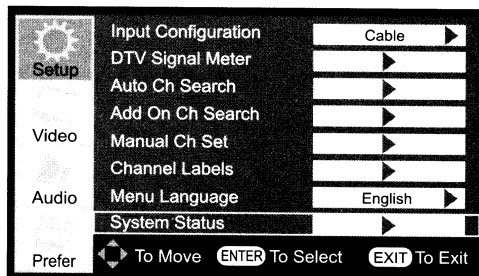 Setup
Video
Audio
Prefer
Input Configuration Cable
DTV Signal Meter
Auto Ch Search
Add On Ch Search
Manual Ch Set
Channel Labels
Menu Language English
System Status
To Move ENTER To Select EXIT To Exit